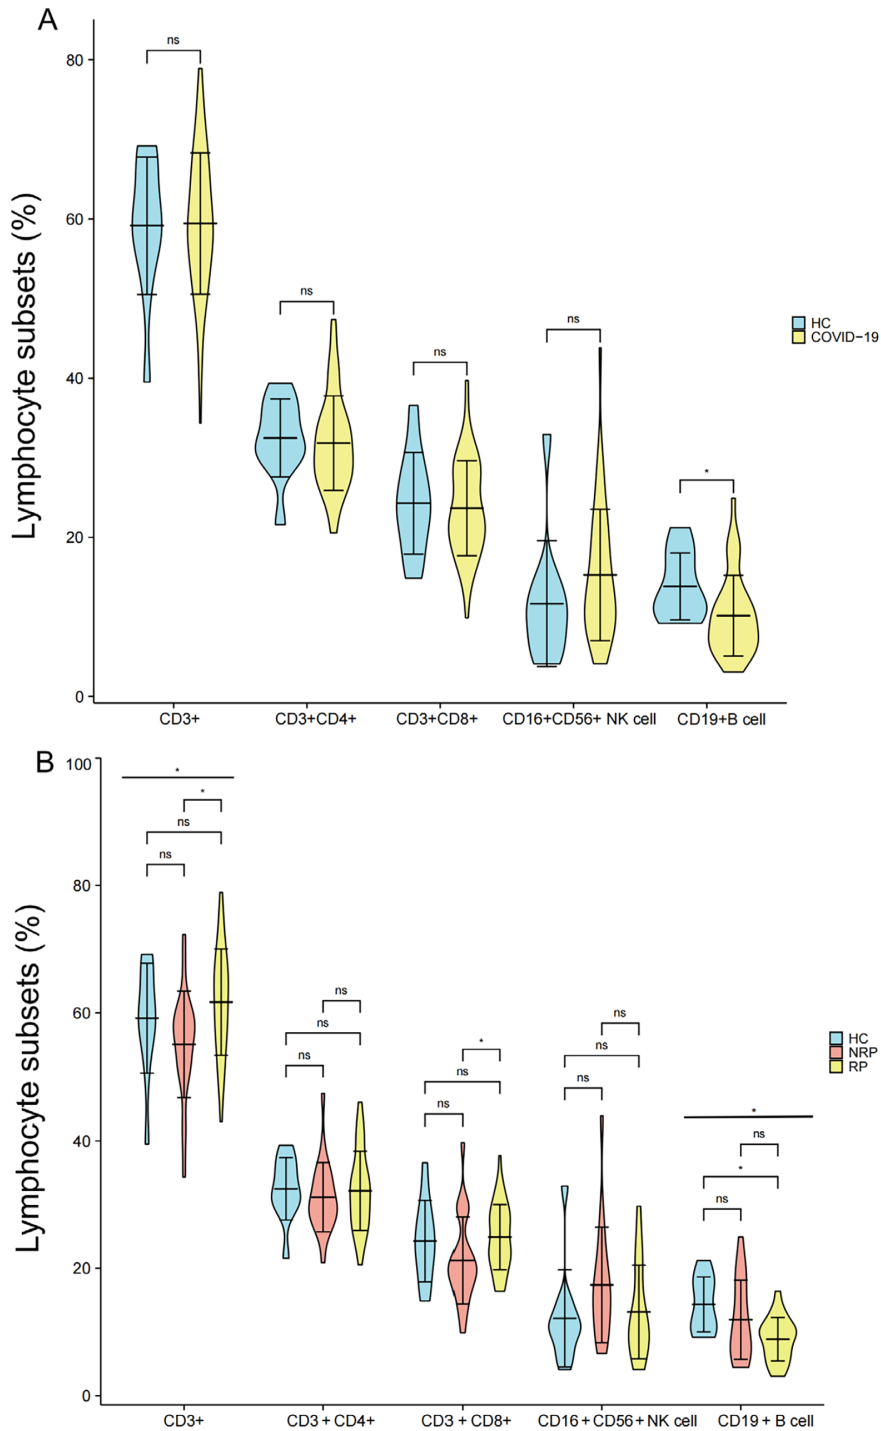 A
Lymphocyte subsets (%)
80
60
40
20
0
ns
ns
ns
ns
*
HC
COVID−19
CD3+
CD3+CD4+
CD3+CD8+
CD16+CD56+ NK cell
CD19+B cell
B
Lymphocyte subsets (%)
100
80
60
40
20
0
*
*
ns
ns
ns
ns
ns
*
ns
ns
ns
ns
ns
*
ns
*
ns
HC
NRP
RP
CD3+
CD3 + CD4+
CD3 + CD8+
CD16 + CD56 + NK cell
CD19 + B cell